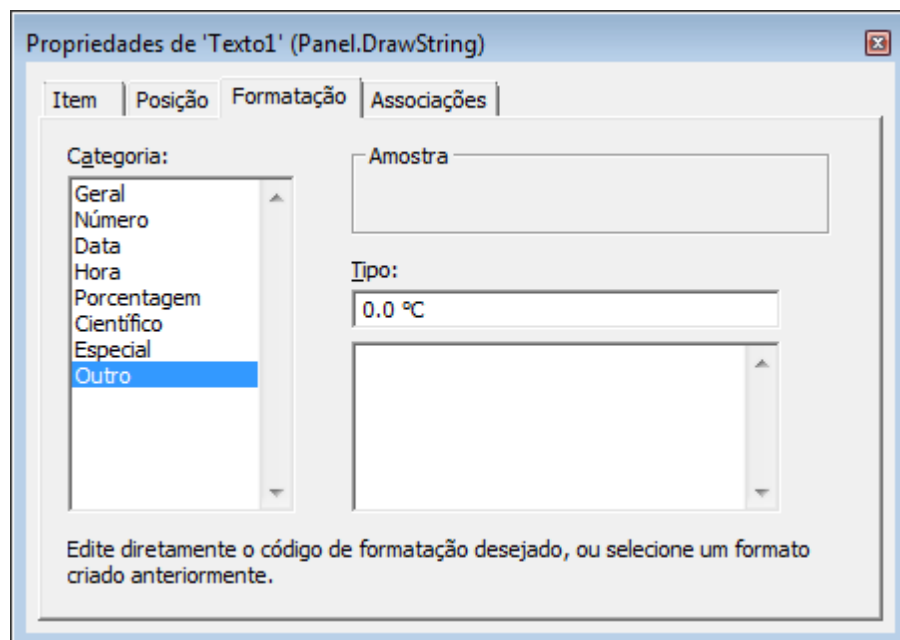 Propriedades de 'Texto1' (Panel.DrawString)
Item
Posição
Formatação
Associações
Categoria:
Geral
Número
Data
Hora
Porcentagem
Científico
Especial
Outro
Amostra
Tipo:
0.0 ºC
Edite diretamente o código de formatação desejado, ou selecione um formato
criado anteriormente.